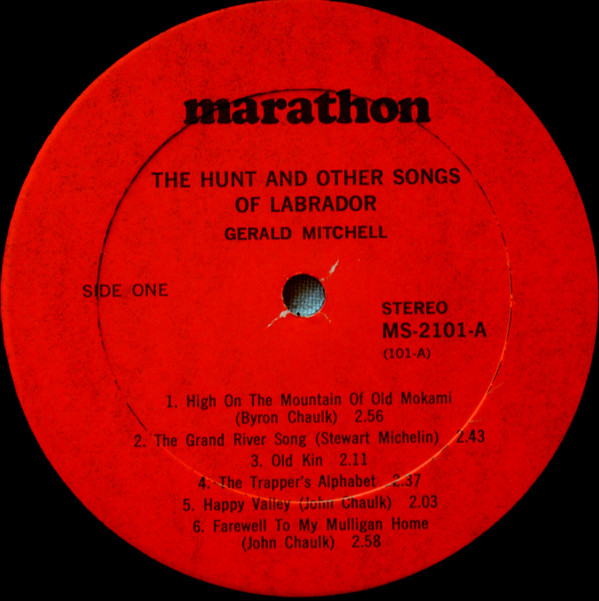 marathon
THE HUNT AND OTHER SONGS
OF LABRADOR
GERALD MITCHELL
SIDE ONE
STEREO
MS-2101-A
(101-A)
1. High On The Mountain Of Old Mokami
(Byron Chaulk) 2.56
2. The Grand River Song (Stewart Michelin) 2.43
3. Old Kin 2.11
4. The Trapper's Alphabet 2.37
5. Happy Valley (John Chaulk) 2.03
6. Farewell To My Mulligan Home
(John Chaulk) 2.58